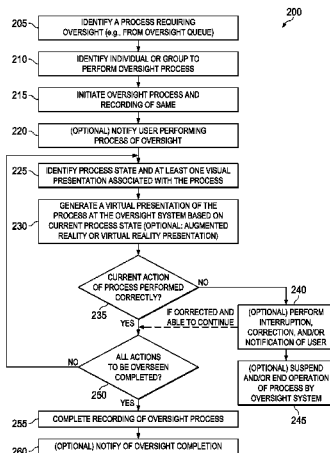 200
205
IDENTIFY A PROCESS REQUIRING
OVERSIGHT (e.g., FROM OVERSIGHT QUEUE)
210
IDENTIFY INDIVIDUAL OR GROUP TO
PERFORM OVERSIGHT PROCESS
215
INITIATE OVERSIGHT PROCESS AND
RECORDING OF SAME
220
(OPTIONAL) NOTIFY USER PERFORMING
PROCESS OF OVERSIGHT
225
IDENTIFY PROCESS STATE AND AT LEAST ONE VISUAL
PRESENTATION ASSOCIATED WITH THE PROCESS
230
GENERATE A VIRTUAL PRESENTATION OF THE
PROCESS AT THE OVERSIGHT SYSTEM BASED ON
CURRENT PROCESS STATE (OPTIONAL: AUGMENTED
REALITY OR VIRTUAL REALITY PRESENTATION)
CURRENT ACTION
OF PROCESS PERFORMED
CORRECTLY?
235
NO
YES
IF CORRECTED AND
ABLE TO CONTINUE
240
(OPTIONAL) PERFORM
INTERRUPTION,
CORRECTION, AND/OR
NOTIFICATION OF USER
(OPTIONAL) SUSPEND
AND/OR END OPERATION
OF PROCESS BY
OVERSIGHT SYSTEM
245
NO
ALL ACTIONS
TO BE OVERSEEN
COMPLETED?
250
YES
255
COMPLETE RECORDING OF OVERSIGHT PROCESS
260
(OPTIONAL) NOTIFY OF OVERSIGHT COMPLETION